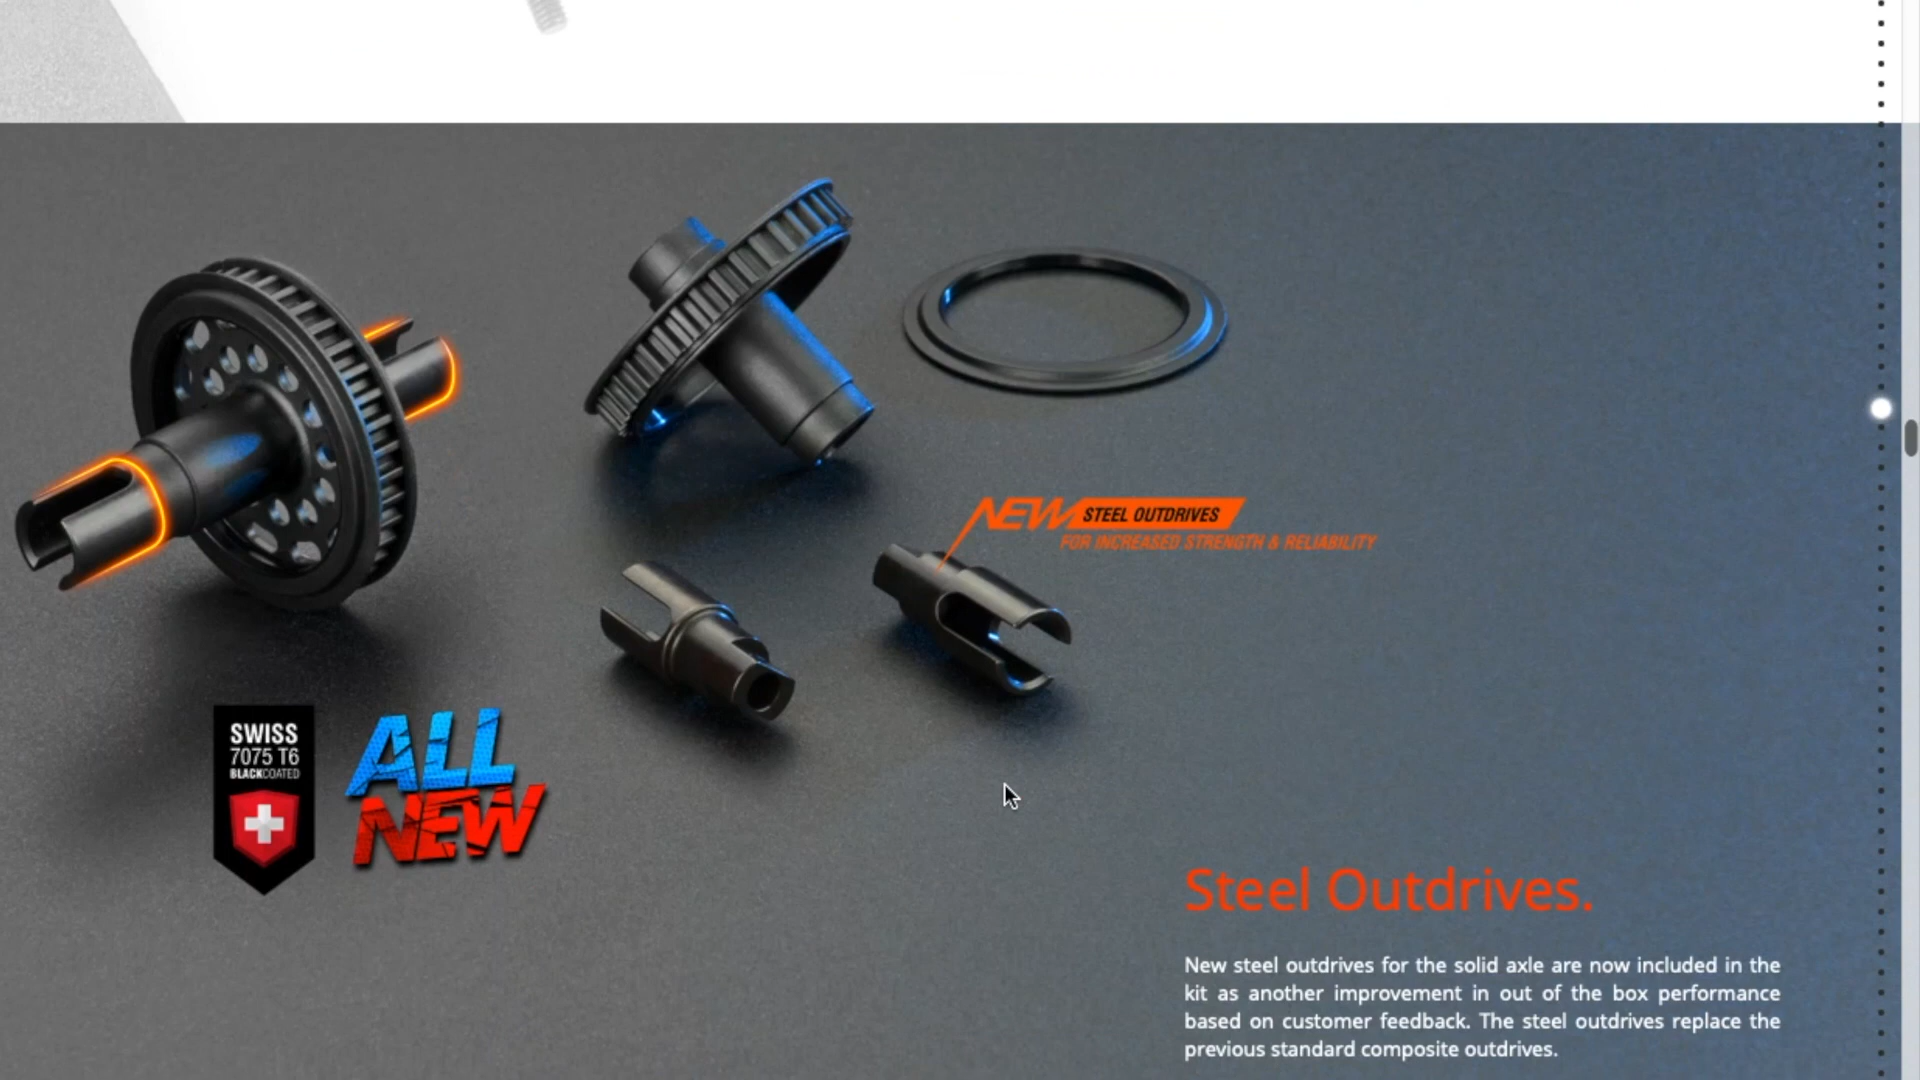 NEW STEEL OUTDRIVES
FOR INCREASED STRENGTH & RELIABILITY
SWISS
7075 T6
BLACKCOATED
ALL
NEW
Steel Outdrives.
New steel outdrives for the solid axle are now included in the
kit as another improvement in out of the box performance
based on customer feedback. The steel outdrives replace the
previous standard composite outdrives.